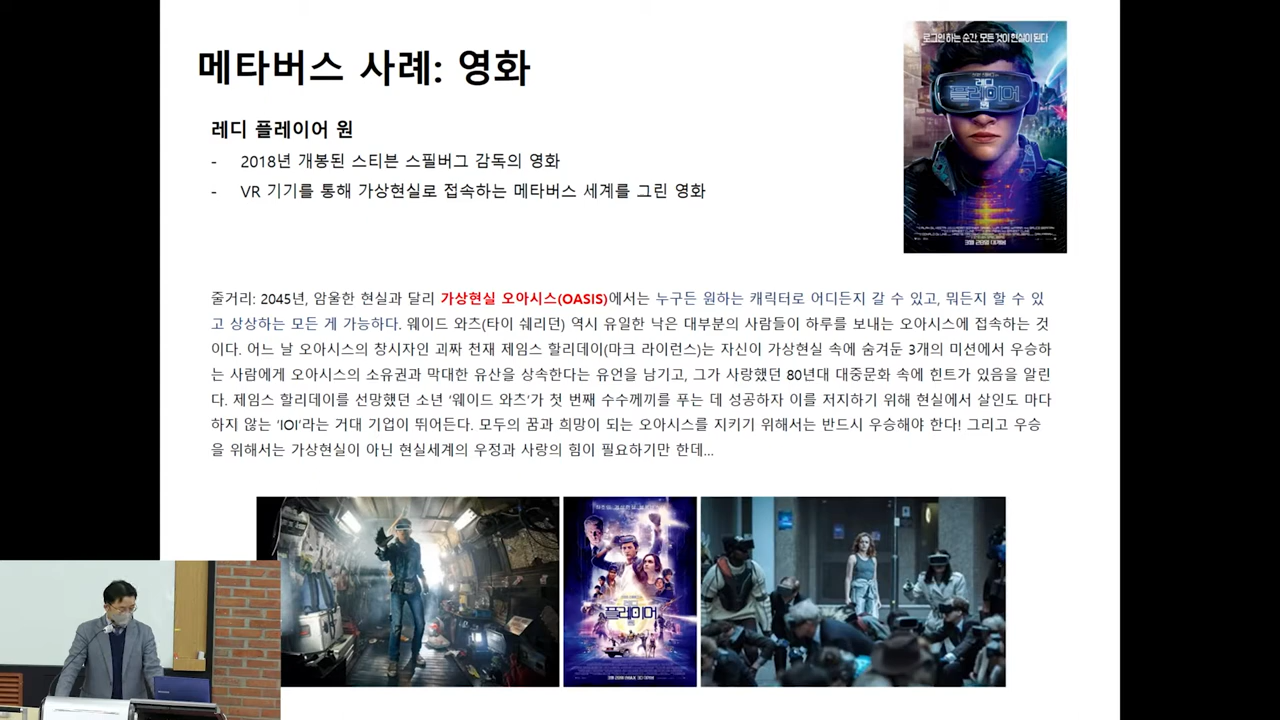 메타버스 사례: 영화
로그인 하는 순간, 모든 것이 현실이 된다
레디
플레이어
원
레디 플레이어 원
- 2018년 개봉된 스티븐 스필버그 감독의 영화
- VR 기기를 통해 가상현실로 접속하는 메타버스 세계를 그린 영화
줄거리: 2045년, 암울한 현실과 달리 가상현실 오아시스(OASIS)에서는 누구든 원하는 캐릭터로 어디든지 갈 수 있고, 뭐든지 할 수 있
고 상상하는 모든 게 가능하다. 웨이드 와츠(타이 쉐리던) 역시 유일한 낙은 대부분의 사람들이 하루를 보내는 오아시스에 접속하는 것
이다. 어느 날 오아시스의 창시자인 괴짜 천재 제임스 할리데이(마크 라이런스)는 자신이 가상현실 속에 숨겨둔 3개의 미션에서 우승하
는 사람에게 오아시스의 소유권과 막대한 유산을 상속한다는 유언을 남기고, 그가 사랑했던 80년대 대중문화 속에 힌트가 있음을 알린
다. 제임스 할리데이를 선망했던 소년 ‘웨이드 와츠’가 첫 번째 수수께끼를 푸는 데 성공하자 이를 저지하기 위해 현실에서 살인도 마다
하지 않는 ‘IOI’라는 거대 기업이 뛰어든다. 모두의 꿈과 희망이 되는 오아시스를 지키기 위해서는 반드시 우승해야 한다! 그리고 우승
을 위해서는 가상현실이 아닌 현실세계의 우정과 사랑의 힘이 필요하기만 한데...
레디
플레이어
원